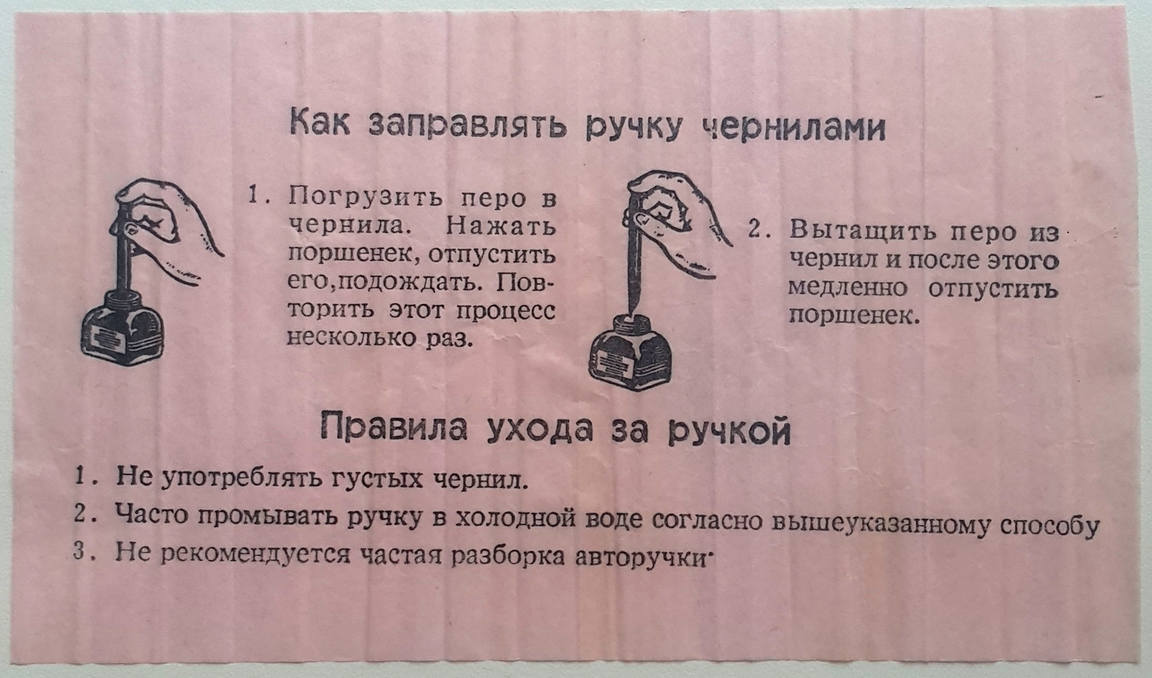 Как заправлять ручку чернилами
1. Погрузить перо в
чернила. Нажать
поршенек, отпустить
его,подождать. Пов-
торить этот процесс
несколько раз.
2. Вытащить перо из
чернил и после этого
медленно отпустить
поршенек.
Правила ухода за ручкой
1. Не употреблять густых чернил.
2. Часто промывать ручку в холодной воде согласно вышеуказанному способу
3. Не рекомендуется частая разборка авторучки.